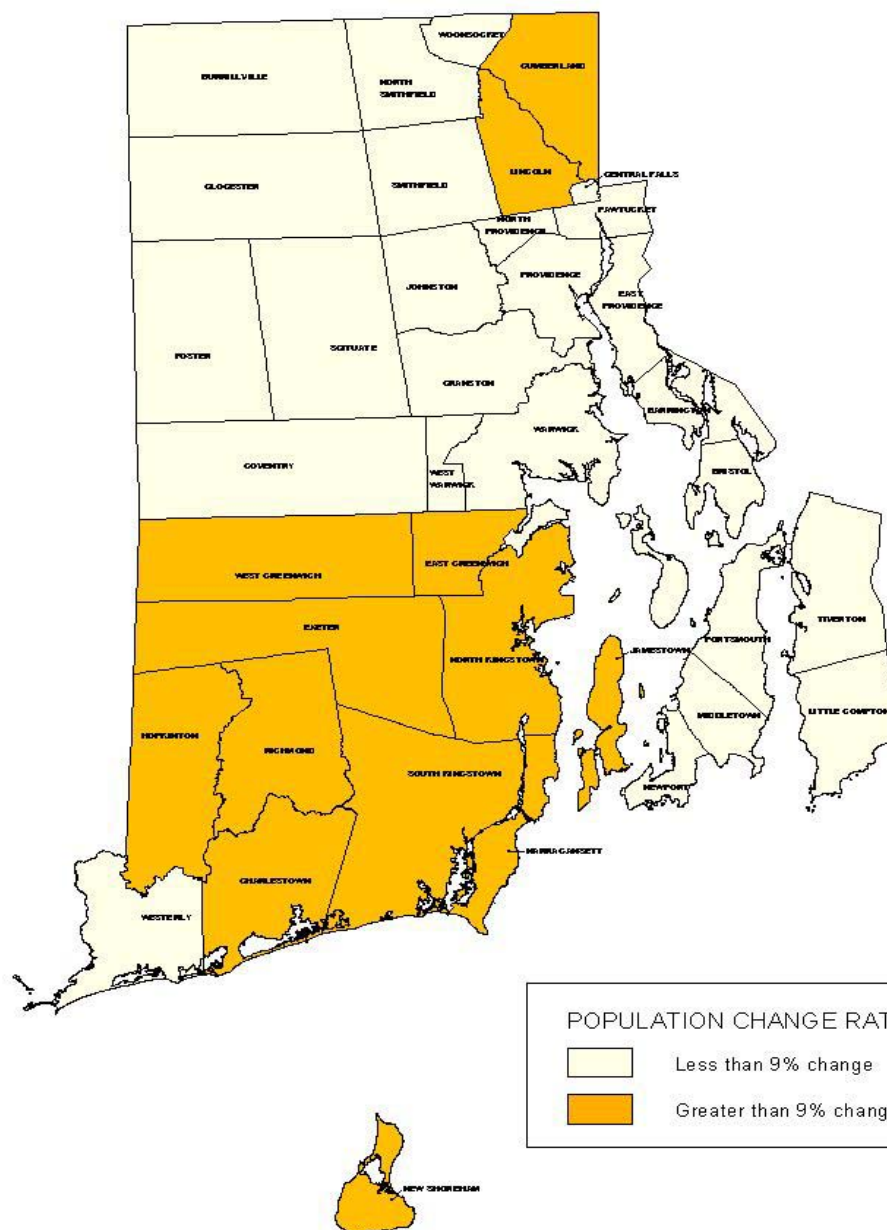 WOONSOCKET
CUMBERLAND
BURRILLVILLE
NORTH
SMITHFIELD
LINCOLN
CENTRAL FALLS
GLOCESTER
SMITHFIELD
PAWTUCKET
NORTH
PROVIDENCE
JOHNSTON
PROVIDENCE
EAST
PROVIDENCE
FOSTER
SCITUATE
CRANSTON
BARRINGTON
WARWICK
COVENTRY
WEST
WARWICK
BRISTOL
WEST GREENWICH
EAST GREENWICH
EXETER
TIVERTON
PORTSMOUTH
JAMESTOWN
NORTH KINGSTOWN
LITTLE COMPTON
MIDDLETOWN
HOPKINTON
RICHMOND
SOUTH KINGSTOWN
NEWPORT
NARRAGANSETT
CHARLESTOWN
WESTERLY
POPULATION CHANGE RAT
Less than 9% change
Greater than 9% chang
NEW SHOREHAM